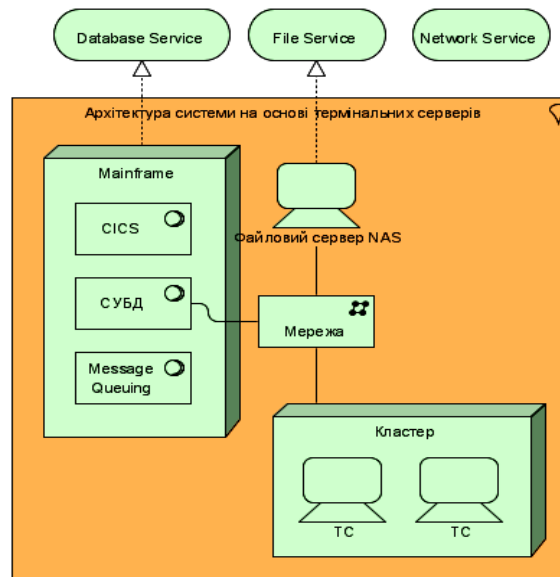 Database Service
File Service
Network Service
Архітектура системи на основі термінальних серверів
Mainframe
CICS
Файловий сервер NAS
СУБД
Мережа
Message
Queuing
Кластер
ТС
ТС